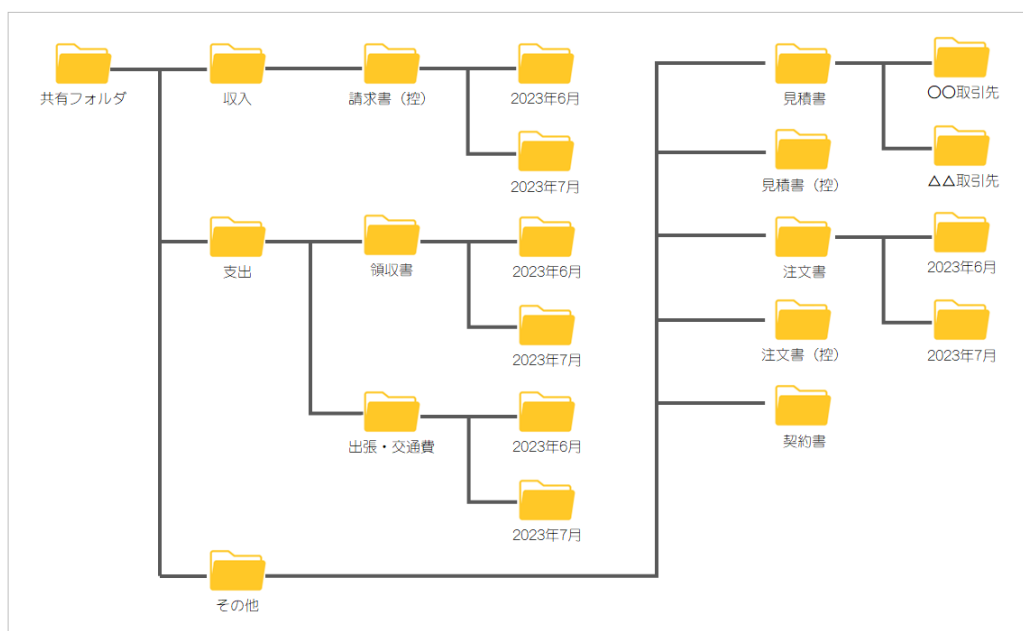 共有フォルダ
収入
請求書（控）
2023年6月
2023年7月
支出
領収書
2023年6月
2023年7月
出張・交通費
2023年6月
2023年7月
その他
見積書
〇〇取引先
△△取引先
見積書（控）
注文書
2023年6月
2023年7月
注文書（控）
契約書